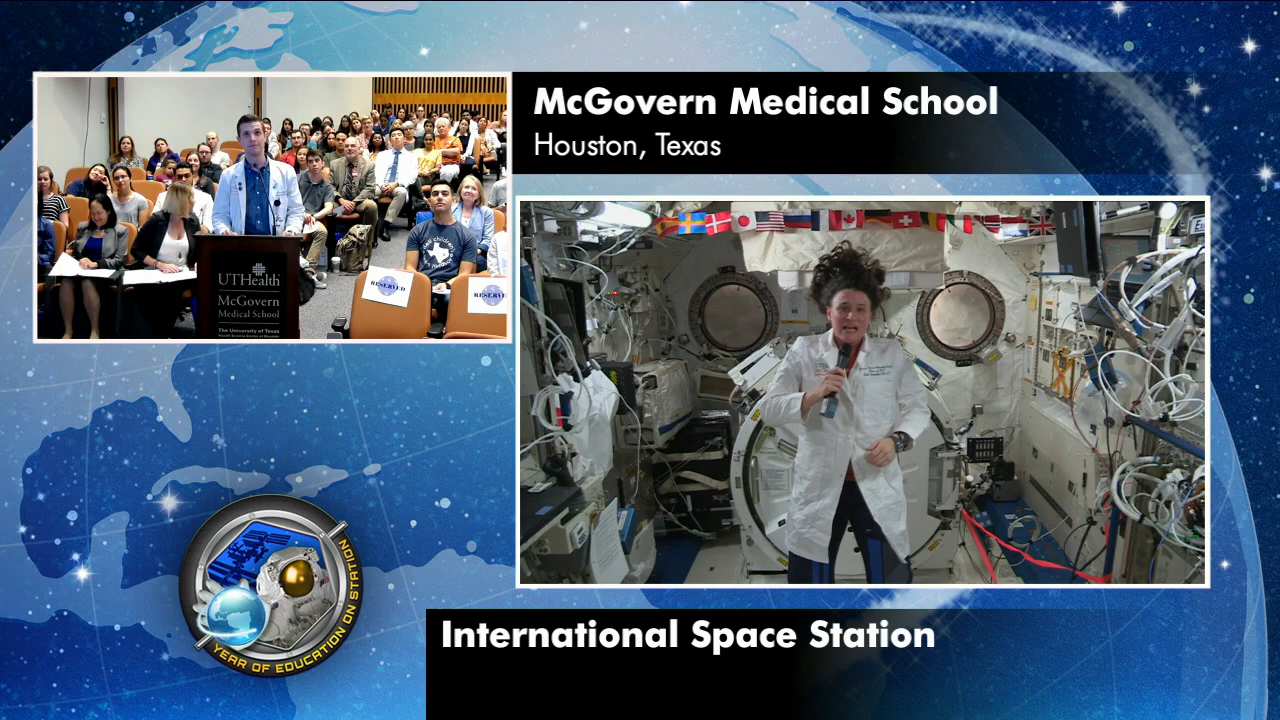 McGovern Medical School
Houston, Texas
UTHealth
McGovern
Medical School
The University of Texas
RESERVED
RESERVE
International Space Station
YEAR OF EDUCATION ON STATION